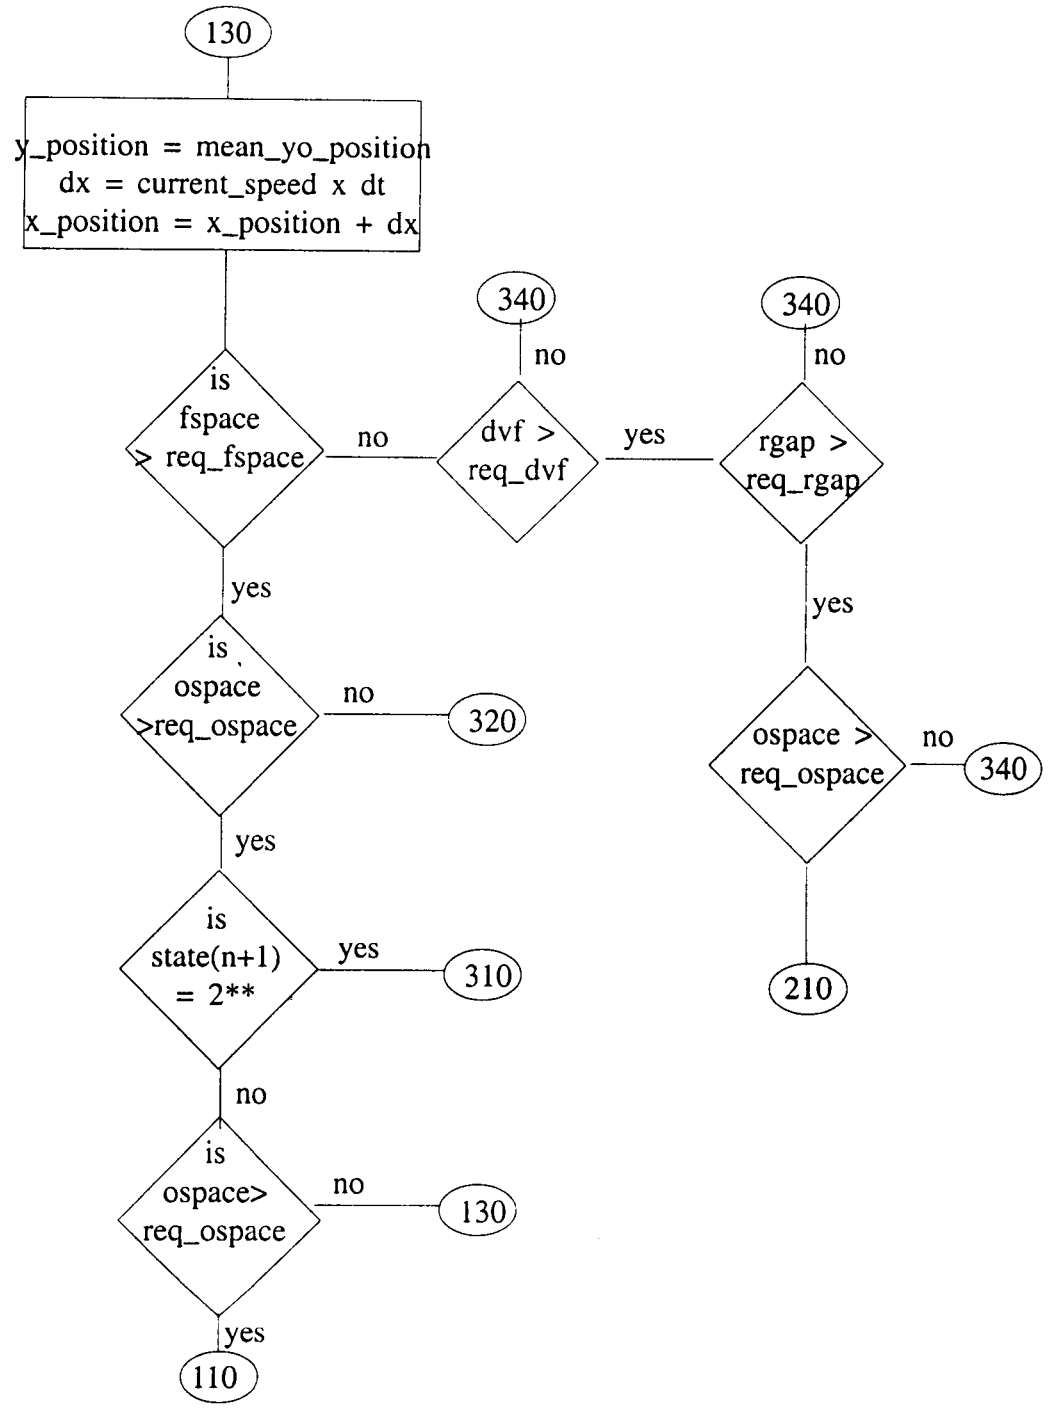 130
y_position = mean_yo_position
dx = current_speed x dt
x_position = x_position + dx
340
no
340
no
is
fspace
> req_fspace
no
dvf >
req_dvf
yes
rgap >
req_rgap
yes
yes
is
ospace
>req_ospace
no
320
ospace >
req_ospace
no
340
yes
is
state(n+1)
= 2**
yes
310
210
no
is
ospace>
req_ospace
no
130
yes
110